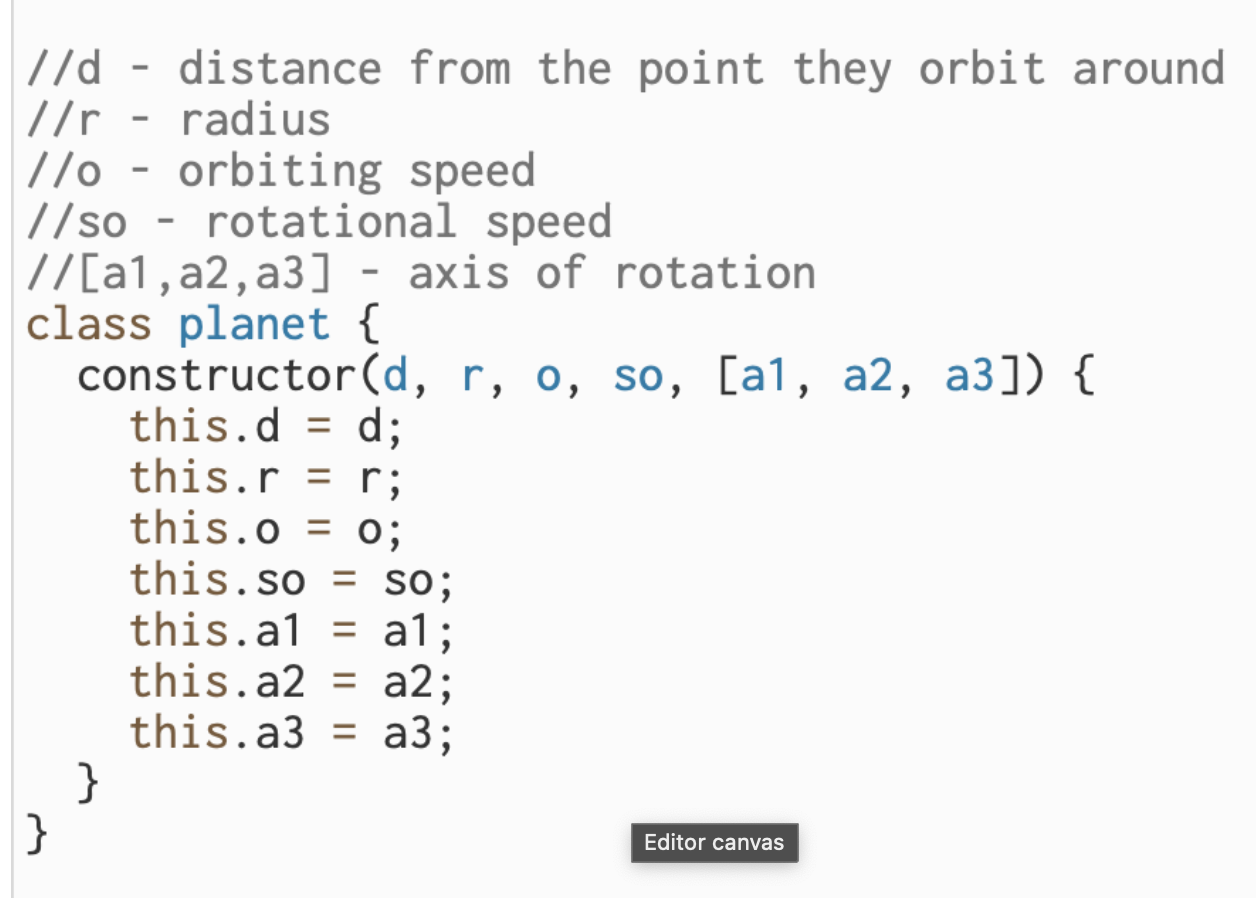 //d - distance from the point they orbit around
//r - radius
//o - orbiting speed
//so - rotational speed
//[a1,a2,a3] - axis of rotation
class planet {
  constructor(d, r, o, so, [a1, a2, a3]) {
    this.d = d;
    this.r = r;
    this.o = o;
    this.so = so;
    this.a1 = a1;
    this.a2 = a2;
    this.a3 = a3;
  }
}
Editor canvas